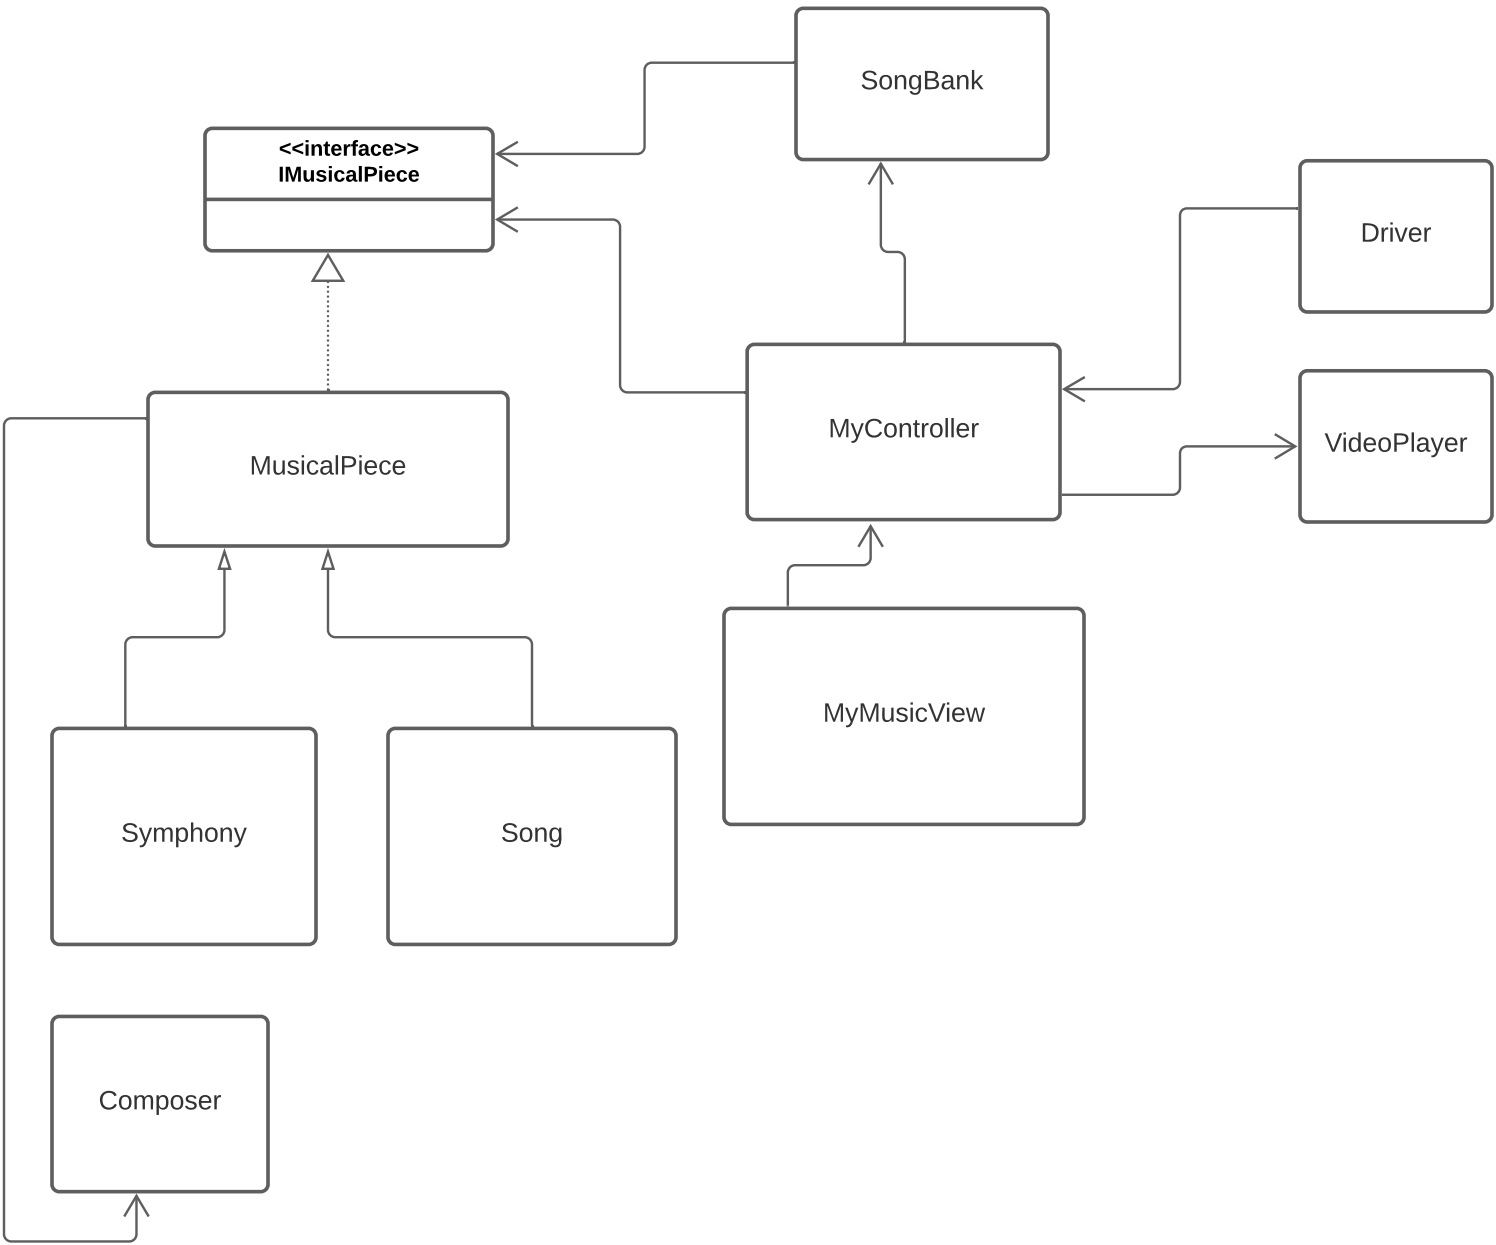 SongBank
<<interface>>
IMusicalPiece
Driver
MyController
VideoPlayer
MusicalPiece
MyMusicView
Symphony
Song
Composer